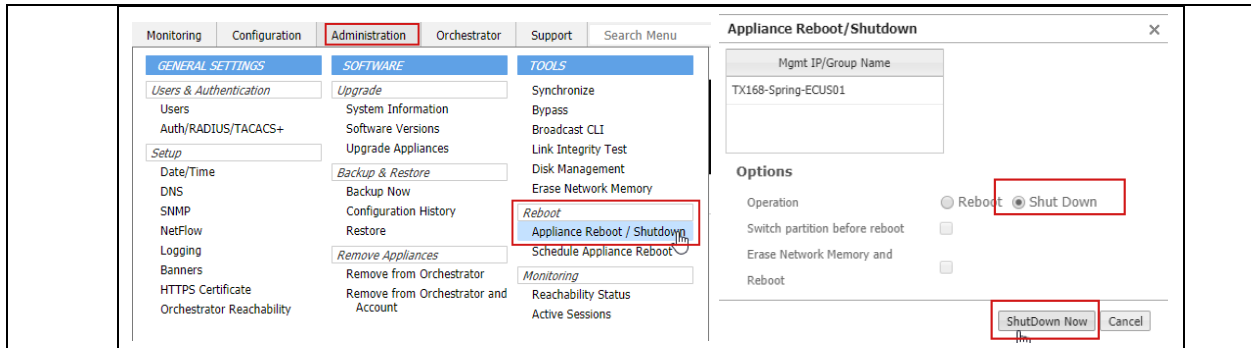 Monitoring Configuration Administration Orchestrator Support Search Menu
GENERAL SETTINGS
Users & Authentication
Users
Auth/RADIUS/TACACS+
Setup
Date/Time
DNS
SNMP
NetFlow
Logging
Banners
HTTPS Certificate
Orchestrator Reachability
SOFTWARE
Upgrade
System Information
Software Versions
Upgrade Appliances
Backup & Restore
Backup Now
Configuration History
Restore
Remove Appliances
Remove from Orchestrator
Remove from Orchestrator and
Account
TOOLS
Synchronize
Bypass
Broadcast CLI
Link Integrity Test
Disk Management
Erase Network Memory
Reboot
Appliance Reboot / Shutdown
Schedule Appliance Reboot
Monitoring
Reachability Status
Active Sessions
Appliance Reboot/Shutdown
Mgmt IP/Group Name
TX168-Spring-ECUS01
Options
Operation Reboot Shut Down
Switch partition before reboot
Erase Network Memory and
Reboot
ShutDown Now Cancel